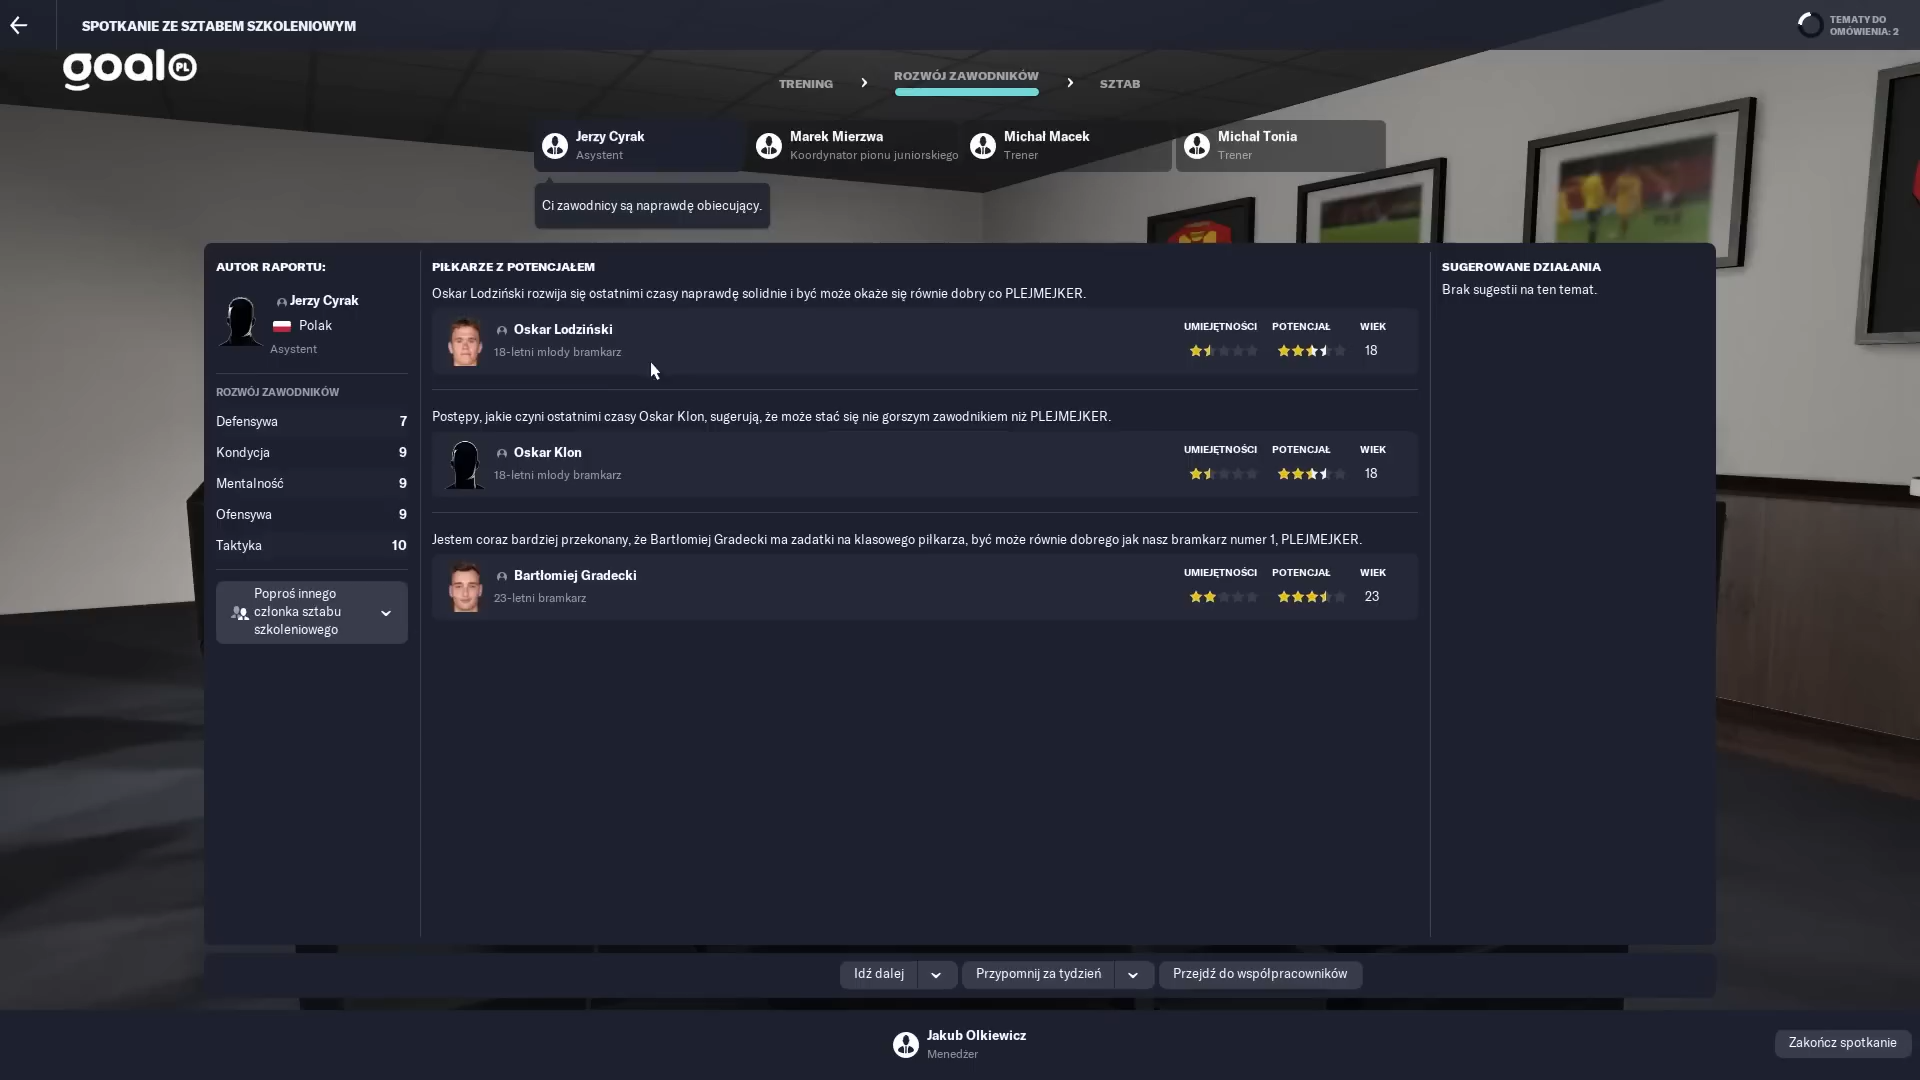 SPOTKANIE ZE SZTABEM SZKOLENIOWYM
TEMATY DO
OMÓWIENIA: 2
goal PL
TRENING
ROZWÓJ ZAWODNIKÓW
SZTAB
Jerzy Cyrak
Asystent
Marek Mierzwa
Koordynator pionu juniorskiego
Michał Macek
Trener
Michał Tonia
Trener
Ci zawodnicy są naprawdę obiecujący.
AUTOR RAPORTU:
Jerzy Cyrak
Polak
Asystent
ROZWÓJ ZAWODNIKÓW
Defensywa 7
Kondycja 9
Mentalność 9
Ofensywa 9
Taktyka 10
Poproś innego
członka sztabu
szkoleniowego
PIŁKARZE Z POTENCJAŁEM
Oskar Lodziński rozwija się ostatnimi czasy naprawdę solidnie i być może okaże się równie dobry co PLEJMEJKER.
Oskar Lodziński
18-letni młody bramkarz
UMIEJĘTNOŚCI POTENCJAŁ WIEK
18
Postępy, jakie czyni ostatnimi czasy Oskar Klon, sugerują, że może stać się nie gorszym zawodnikiem niż PLEJMEJKER.
Oskar Klon
18-letni młody bramkarz
UMIEJĘTNOŚCI POTENCJAŁ WIEK
18
Jestem coraz bardziej przekonany, że Bartłomiej Gradecki ma zadatki na klasowego piłkarza, być może równie dobrego jak nasz bramkarz numer 1, PLEJMEJKER.
Bartłomiej Gradecki
23-letni bramkarz
UMIEJĘTNOŚCI POTENCJAŁ WIEK
23
SUGEROWANE DZIAŁANIA
Brak sugestii na ten temat.
Idź dalej
Przypomnij za tydzień
Przejdź do współpracowników
Jakub Olkiewicz
Menedżer
Zakończ spotkanie